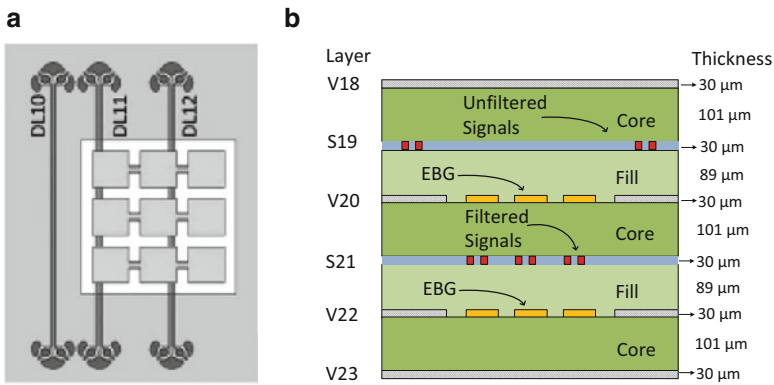 a
DL10
DL11
DL12
b
Layer
Thickness
V18
30 µm
Unfiltered
Signals
Core
101 µm
S19
30 µm
EBG
Fill
89 µm
V20
30 µm
Filtered
Signals
Core
101 µm
S21
30 µm
EBG
Fill
89 µm
V22
30 µm
Core
101 µm
V23
30 µm